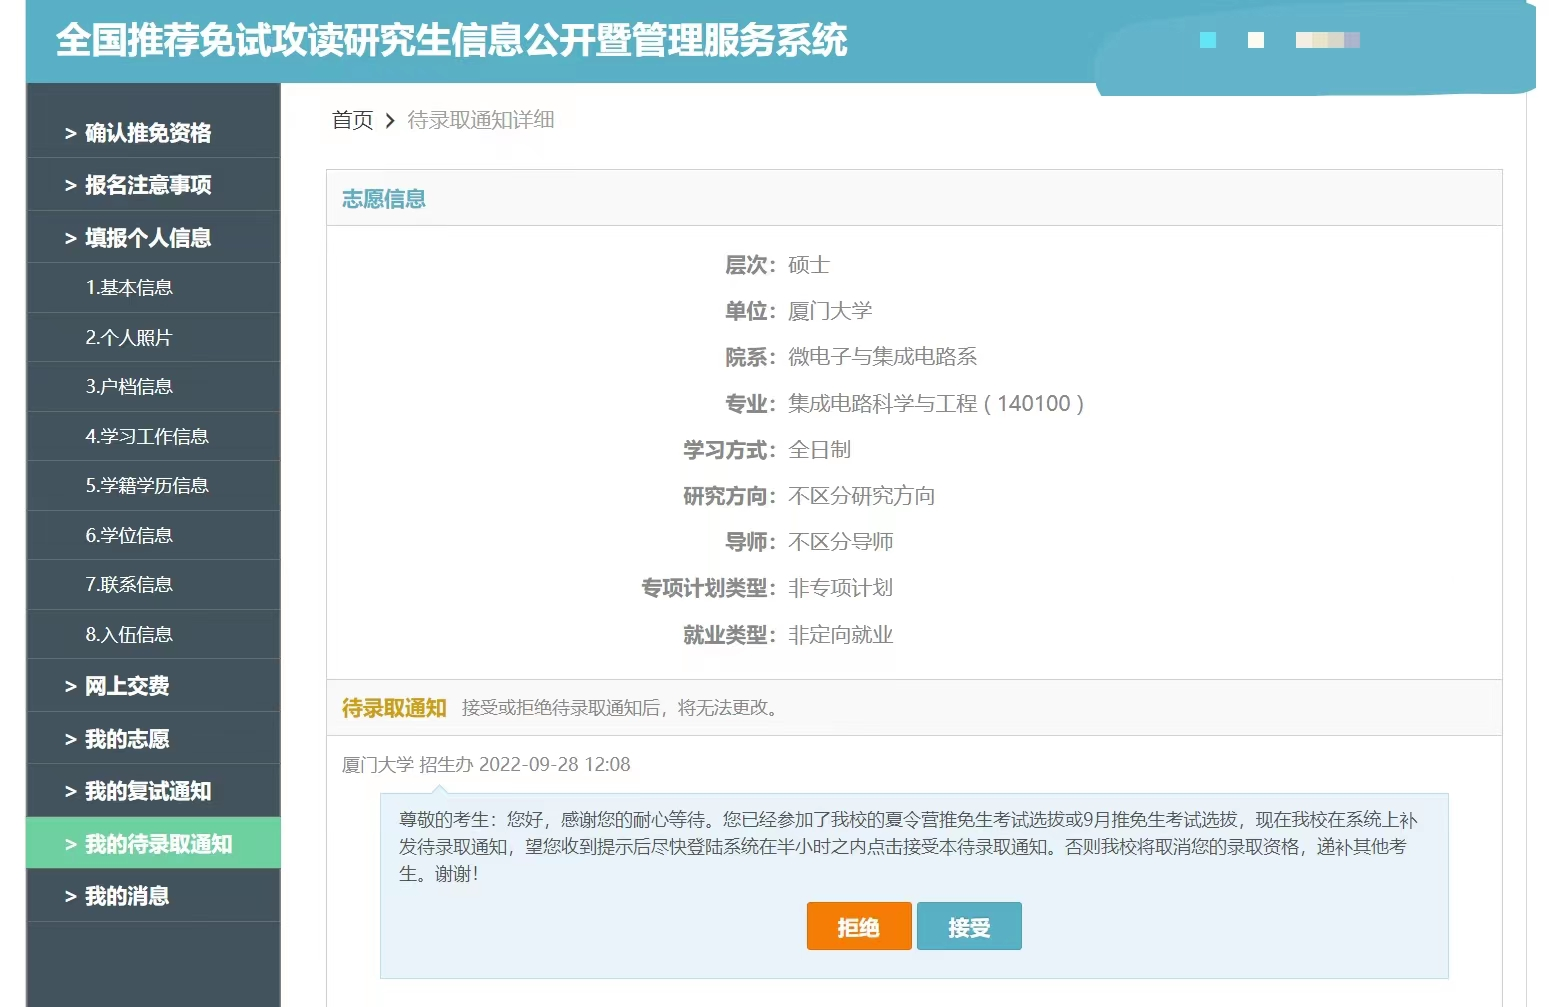 全国推荐免试攻读研究生信息公开暨管理服务系统
> 确认推免资格
> 报名注意事项
> 填报个人信息
1.基本信息
2.个人照片
3.户档信息
4.学习工作信息
5.学籍学历信息
6.学位信息
7.联系信息
8.入伍信息
> 网上交费
> 我的志愿
> 我的复试通知
> 我的待录取通知
> 我的消息
首页 > 待录取通知详细
志愿信息
层次：硕士
单位：厦门大学
院系：微电子与集成电路系
专业：集成电路科学与工程 ( 140100 )
学习方式：全日制
研究方向：不区分研究方向
导师：不区分导师
专项计划类型：非专项计划
就业类型：非定向就业
待录取通知 接受或拒绝待录取通知后，将无法更改。
厦门大学 招生办 2022-09-28 12:08
尊敬的考生：您好，感谢您的耐心等待。您已经参加了我校的夏令营推免生考试选拔或9月推免生考试选拔，现在我校在系统上补
发待录取通知，望您收到提示后尽快登陆系统在半小时之内点击接受本待录取通知。否则我校将取消您的录取资格，递补其他考
生。谢谢！
拒绝 接受